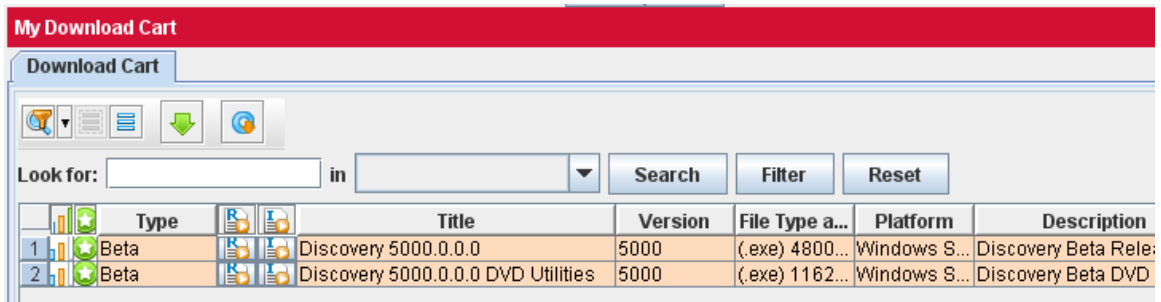 My Download Cart
Download Cart
Look for: in Search Filter Reset
Type R I Title Version File Type a... Platform Description
1 Beta R I Discovery 5000.0.0.0 5000 (.exe) 4800... Windows S... Discovery Beta Relea
2 Beta R I Discovery 5000.0.0.0 DVD Utilities 5000 (.exe) 1162... Windows S... Discovery Beta DVD